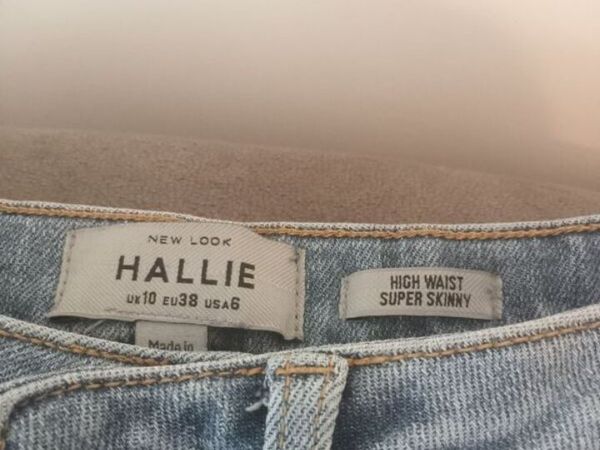 NEW LOOK
HALLIE
UK10 EU38 USA6
Made in
HIGH WAIST
SUPER SKINNY